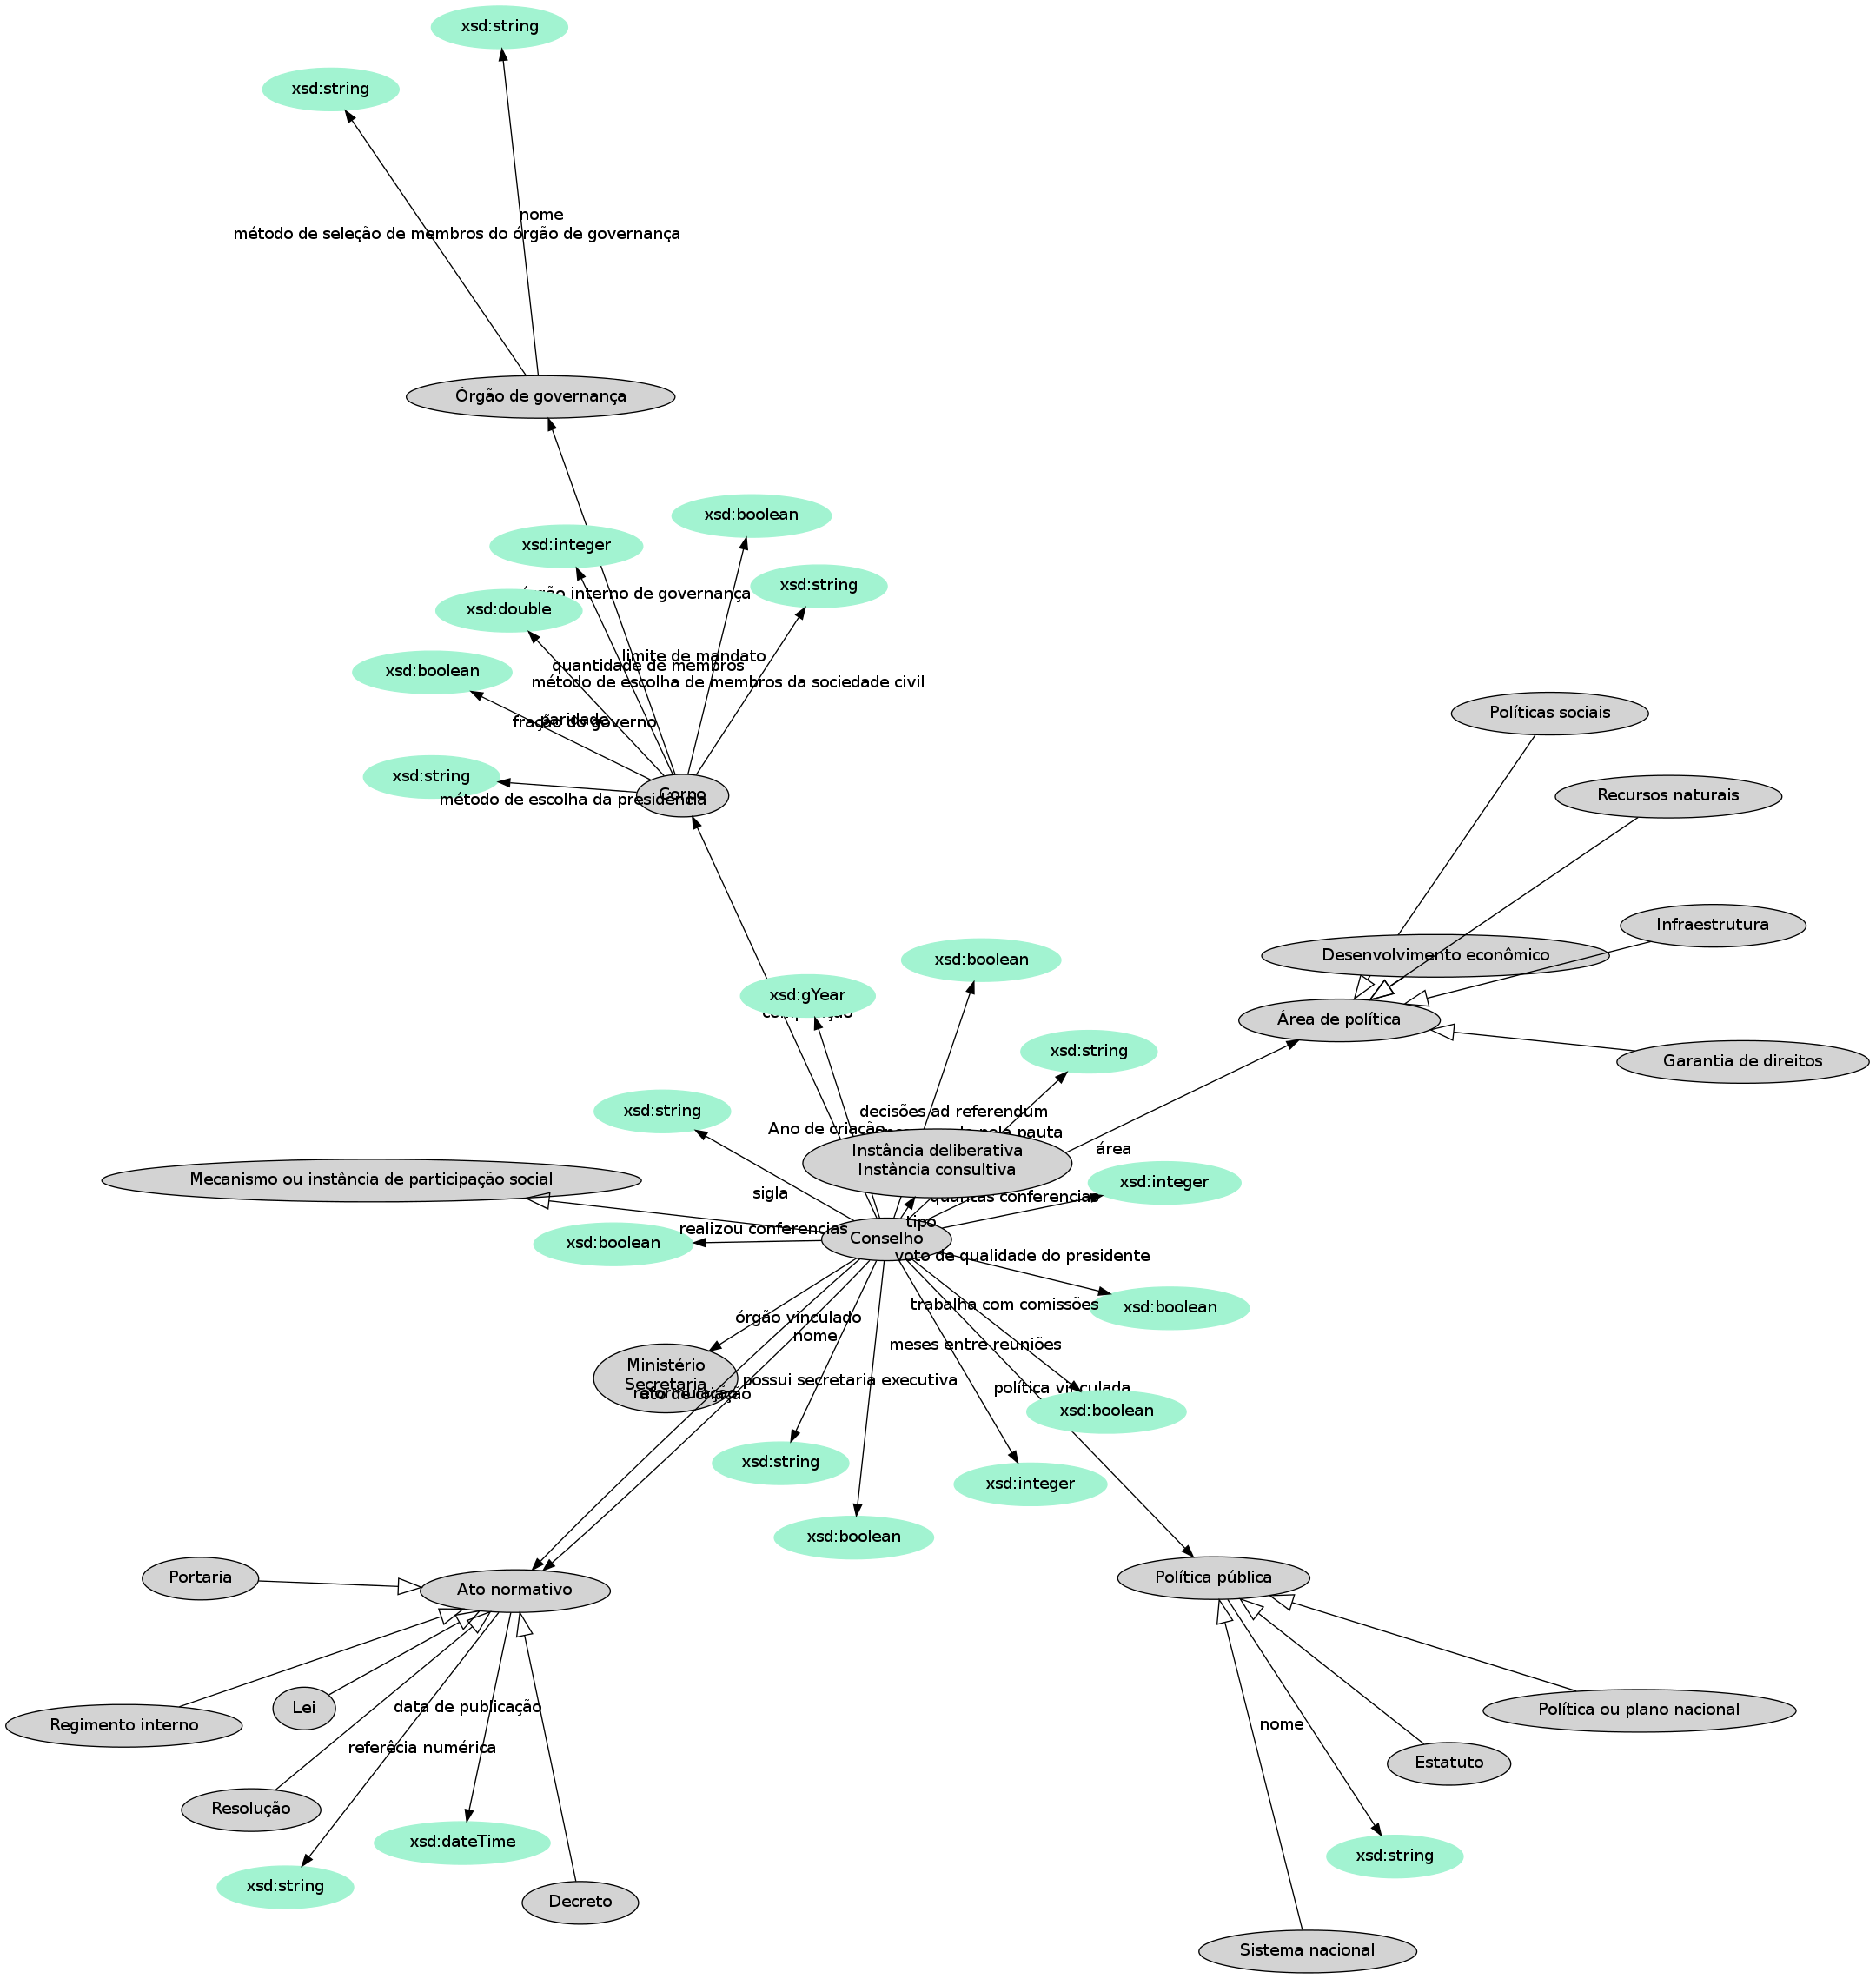 xsd:string
xsd:string
nome
método de seleção de membros do órgão de governança
Órgão de governança
xsd:boolean
xsd:integer
xsd:string
interno de governança
xsd:double
limite de mandato
quantidade de membros
xsd:boolean
método de escolha de membros da sociedade civil
Políticas sociais
paridade
fração do governo
xsd:string
Corpo
método de escolha da presidência
Recursos naturais
Infraestrutura
Desenvolvimento econômico
xsd:boolean
xsd:gYear
Área de política
xsd:string
Garantia de direitos
xsd:string
decisões ad referendum
Ano de criação
pauta
Instância deliberativa
Instância consultiva
área
Mecanismo ou instância de participação social
xsd:integer
sigla
quantas conferencias
tipo
realizou conferencias
xsd:boolean
Conselho
voto de qualidade do presidente
xsd:boolean
trabalha com comissões
órgão vinculado
nome
meses entre reuniões
Ministério
Secretaria
possui secretaria executiva
política vinculada
ato de criação
xsd:boolean
xsd:string
xsd:integer
xsd:boolean
Portaria
Ato normativo
Política pública
Regimento interno
Lei
data de publicação
Política ou plano nacional
nome
referêcia numérica
Estatuto
Resolução
xsd:dateTime
xsd:string
xsd:string
Decreto
Sistema nacional